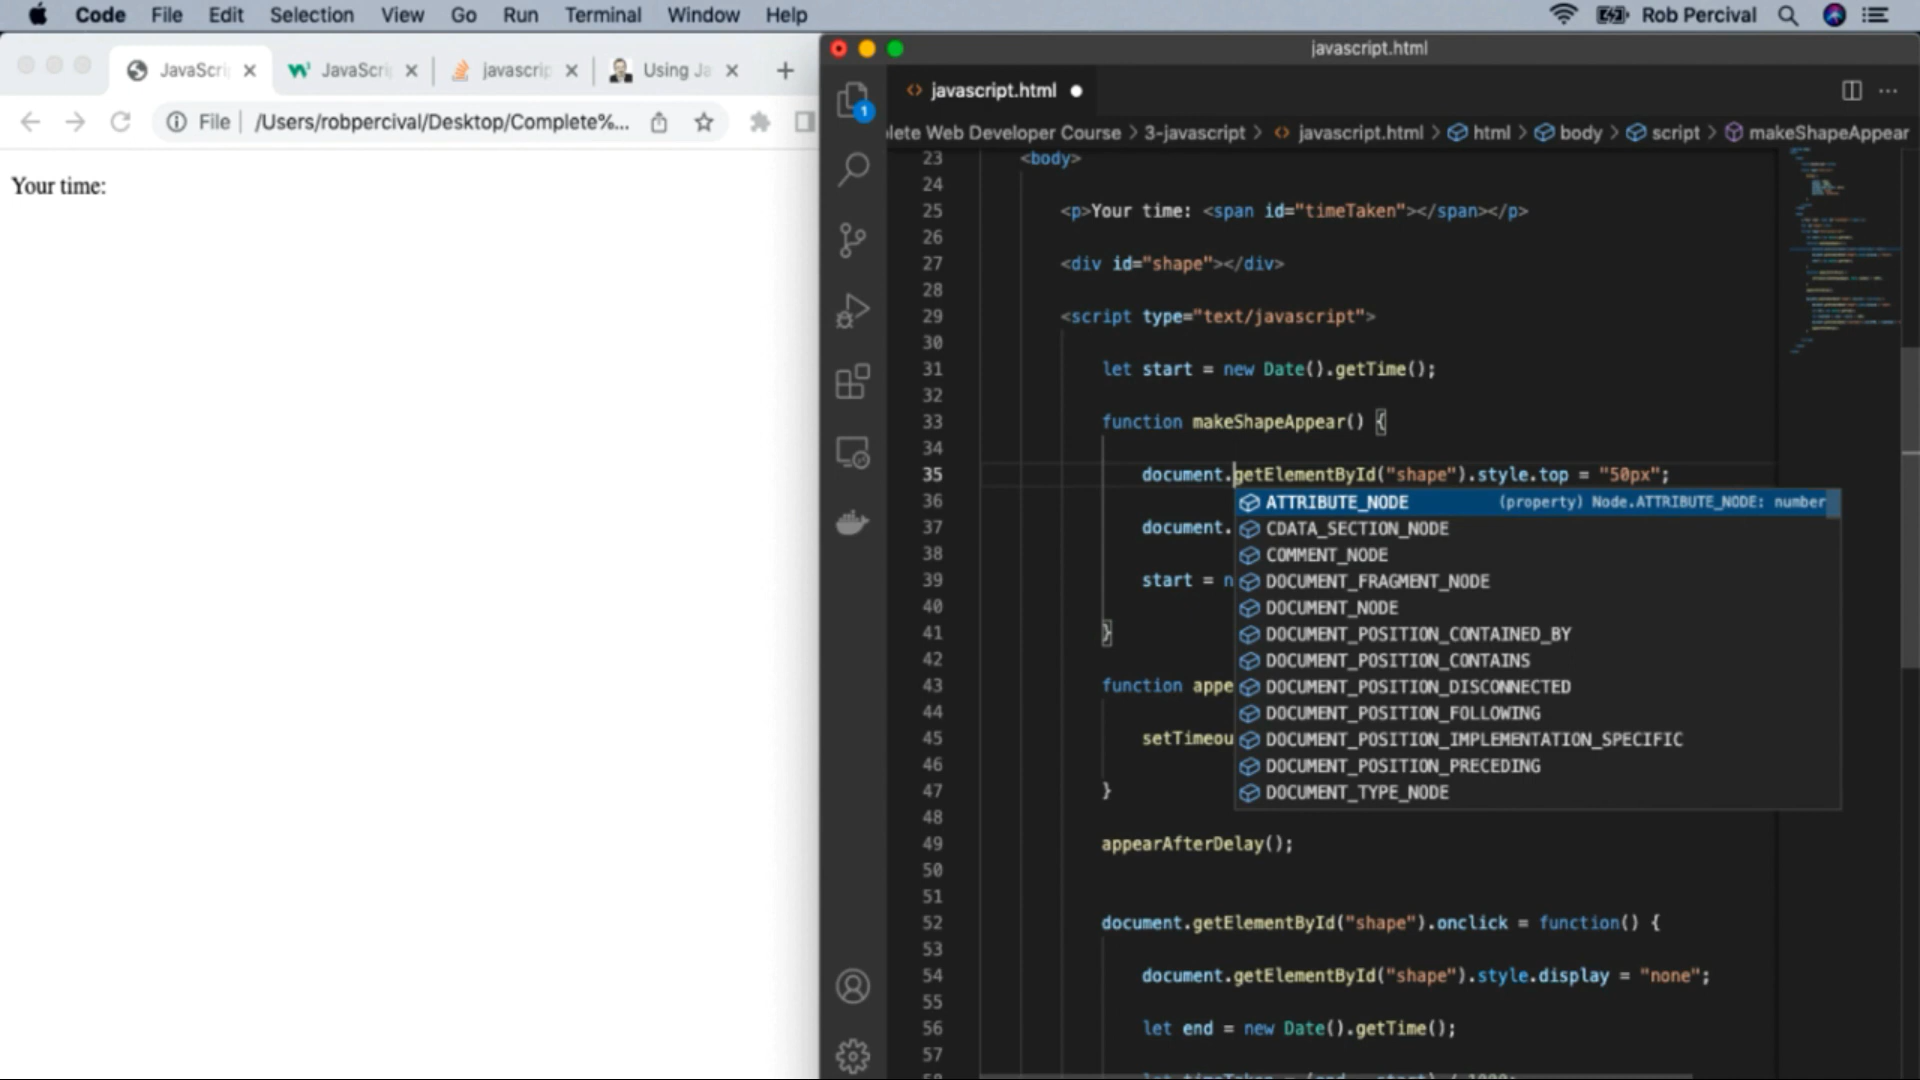 Code File Edit Selection View Go Run Terminal Window Help Rob Percival
javascript.html
JavaScri JavaScri javascrip Using Ja
javascript.html
File /Users/robpercival/Desktop/Complete%...
lete Web Developer Course > 3-javascript > javascript.html > html > body > script > makeShapeAppear
Your time:
1
23 <body>
24
25 <p>Your time: <span id="timeTaken"></span></p>
26
27 <div id="shape"></div>
28
29 <script type="text/javascript">
30
31 let start = new Date().getTime();
32
33 function makeShapeAppear() {
34
35 document.getElementById("shape").style.top = "50px";
36 ATTRIBUTE_NODE (property) Node.ATTRIBUTE_NODE: number
37 document. CDATA_SECTION_NODE
38 COMMENT_NODE
39 start = n DOCUMENT_FRAGMENT_NODE
40 DOCUMENT_NODE
41 } DOCUMENT_POSITION_CONTAINED_BY
42 DOCUMENT_POSITION_CONTAINS
43 function appe DOCUMENT_POSITION_DISCONNECTED
44 DOCUMENT_POSITION_FOLLOWING
45 setTimeou DOCUMENT_POSITION_IMPLEMENTATION_SPECIFIC
46 DOCUMENT_POSITION_PRECEDING
47 } DOCUMENT_TYPE_NODE
48
49 appearAfterDelay();
50
51
52 document.getElementById("shape").onclick = function() {
53
54 document.getElementById("shape").style.display = "none";
55
56 let end = new Date().getTime();
57